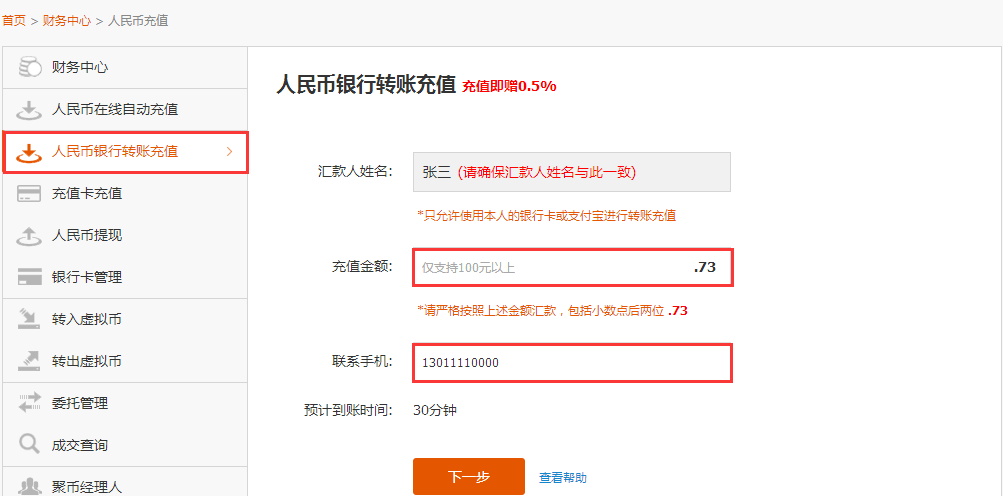 首页 > 财务中心 > 人民币充值
财务中心
人民币在线自动充值
人民币银行转账充值 >
充值卡充值
人民币提现
银行卡管理
转入虚拟币
转出虚拟币
委托管理
成交查询
聚币经理人
人民币银行转账充值 充值即赠0.5%
汇款人姓名: 张三 (请确保汇款人姓名与此一致)
*只允许使用本人的银行卡或支付宝进行转账充值
充值金额: 仅支持100元以上 .73
*请严格按照上述金额汇款，包括小数点后两位 .73
联系手机: 13011110000
预计到账时间: 30分钟
下一步 查看帮助